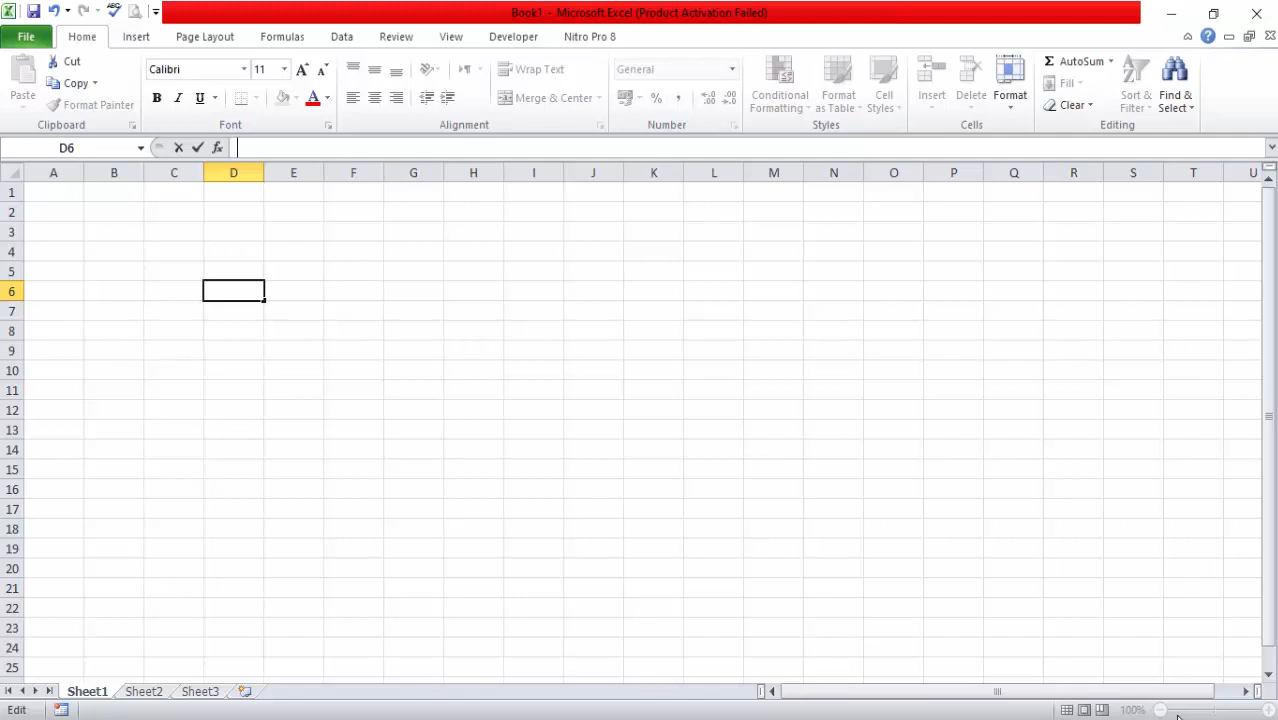 Book1 - Microsoft Excel (Product Activation Failed)
File Home Insert Page Layout Formulas Data Review View Developer Nitro Pro 8
Paste
Cut
Copy
Format Painter
Clipboard
Calibri 11
B I U A
Font
Wrap Text
Merge & Center
Alignment
General
%
Number
Conditional Formatting
Format as Table
Cell Styles
Styles
Insert Delete Format
Cells
Σ AutoSum
Fill
Clear
Sort & Filter
Find & Select
Editing
D6 fx
A B C D E F G H I J K L M N O P Q R S T U
1
2
3
4
5
6
7
8
9
10
11
12
13
14
15
16
17
18
19
20
21
22
23
24
25
Sheet1 Sheet2 Sheet3
Edit 100%